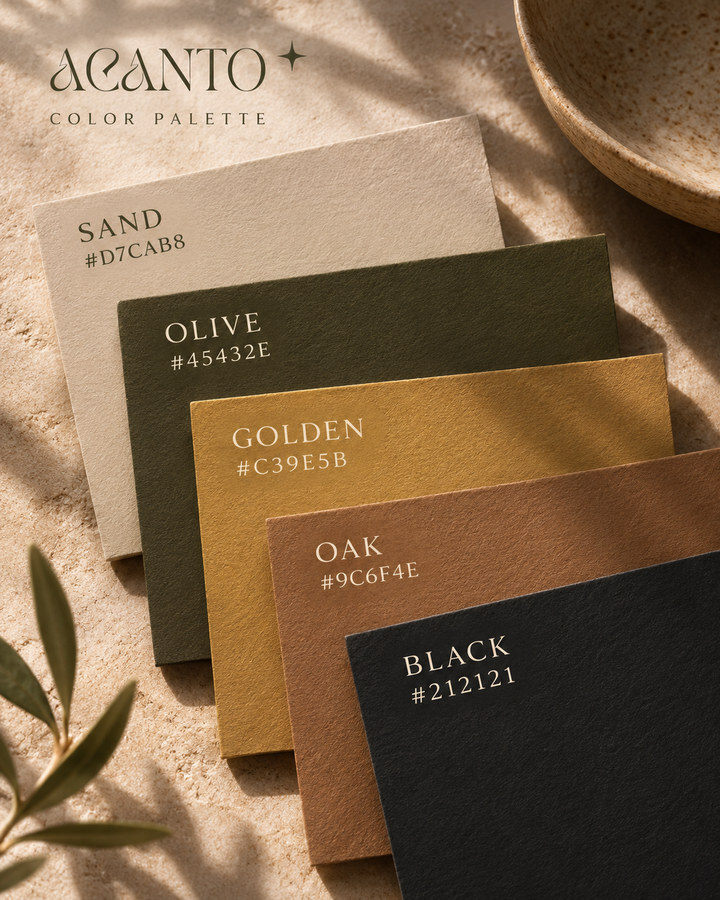 ACANTO
COLOR PALETTE
SAND
#D7CAB8
OLIVE
#45432E
GOLDEN
#C39E5B
OAK
#9C6F4E
BLACK
#212121